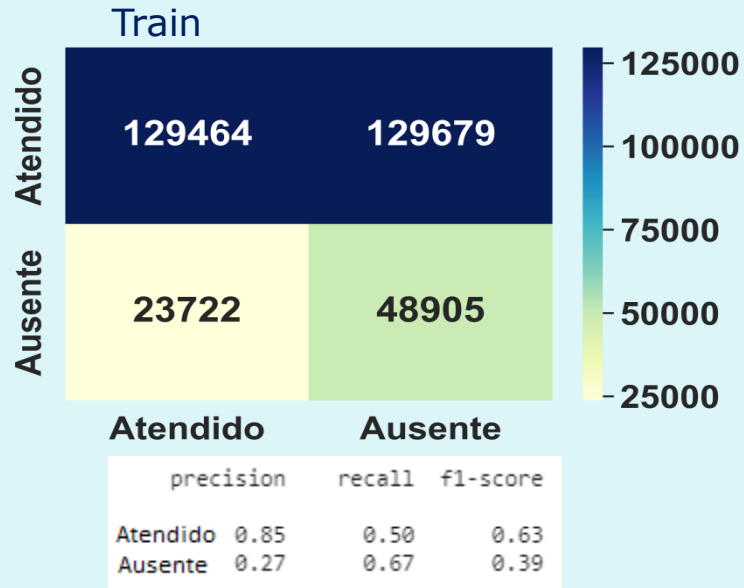 Train
Atendido
129464 129679
125000
100000
75000
Ausente
23722 48905
50000
25000
Atendido Ausente
precision recall f1-score
Atendido 0.85 0.50 0.63
Ausente 0.27 0.67 0.39